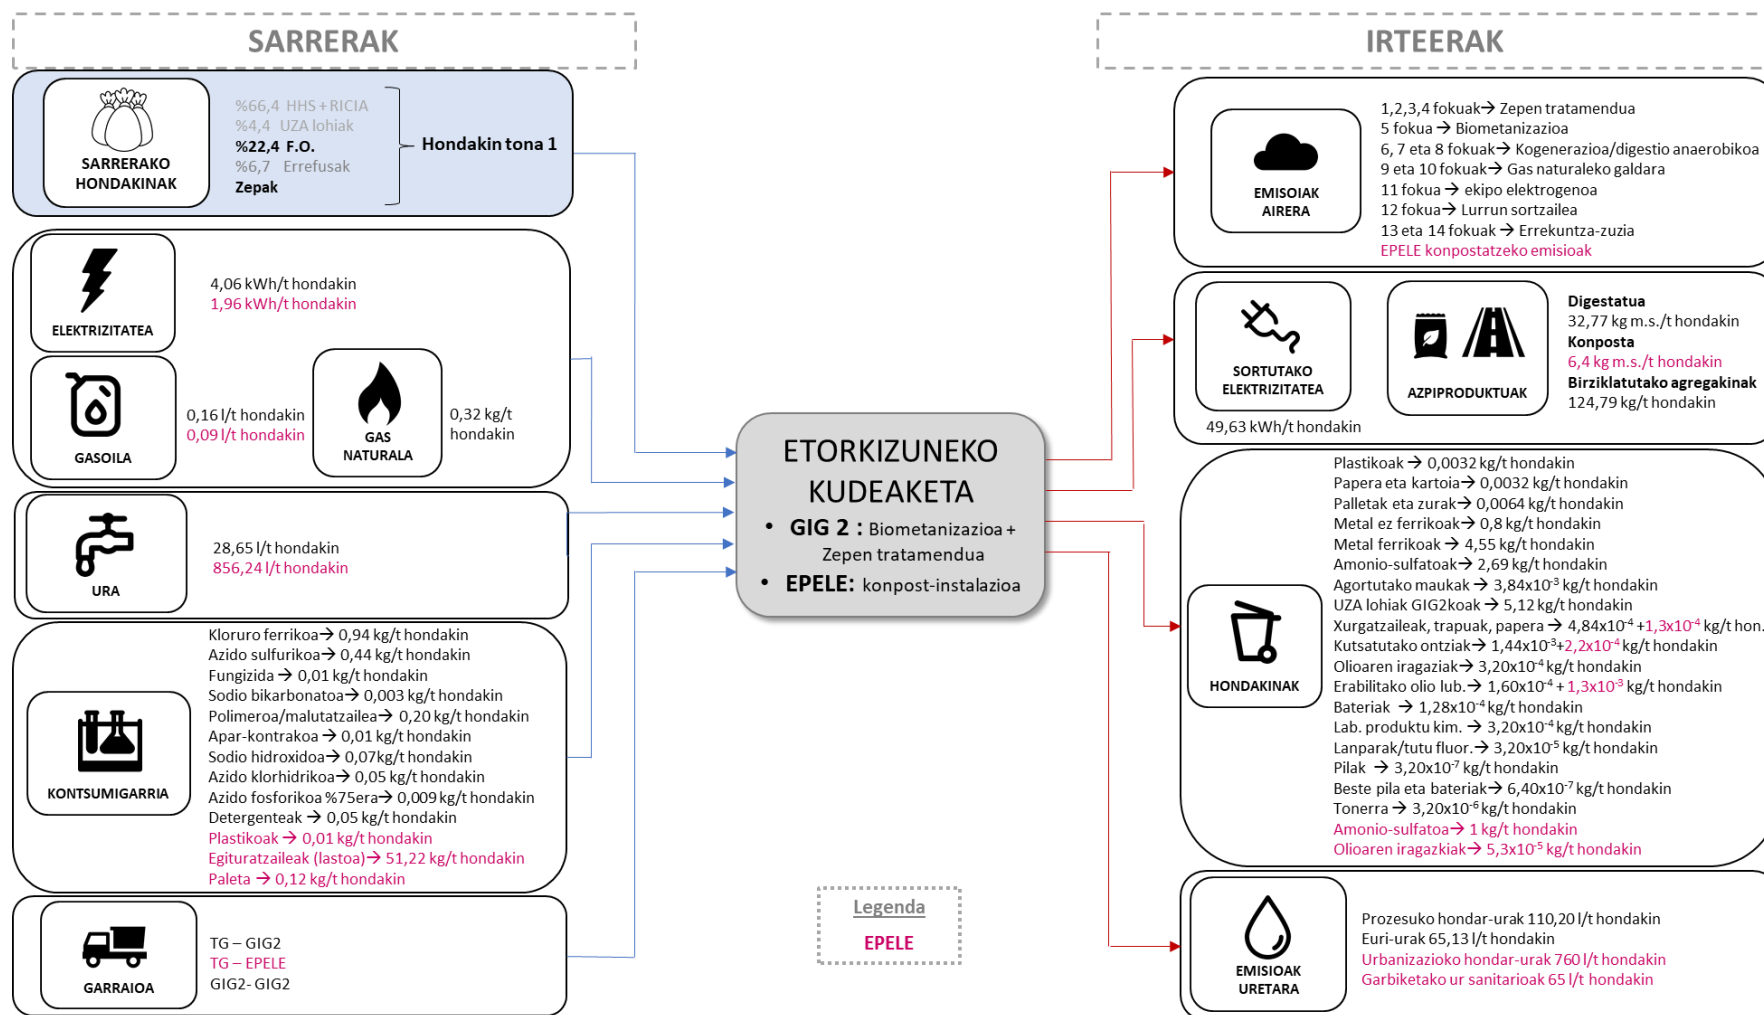 SARRERAK
SARRERAKO
HONDAKINAK
%66,4 HHS + RICIA
%4,4 UZA lohiak
%22,4 F.O.
%6,7 Errefusak
Zepak
Hondakin tona 1
ELEKTRIZITATEA
4,06 kWh/t hondakin
1,96 kWh/t hondakin
GASOILA
0,16 l/t hondakin
0,09 l/t hondakin
GAS
NATURALA
0,32 kg/t
hondakin
URA
28,65 l/t hondakin
856,24 l/t hondakin
KONTSUMIGARRIA
Kloruro ferrikoa→ 0,94 kg/t hondakin
Azido sulfurikoa→ 0,44 kg/t hondakin
Fungizida → 0,01 kg/t hondakin
Sodio bikarbonatoa→ 0,003 kg/t hondakin
Polimeroa/malutatzailea→ 0,20 kg/t hondakin
Apar-kontrakoa → 0,01 kg/t hondakin
Sodio hidroxidoa→ 0,07kg/t hondakin
Azido klorhidrikoa→ 0,05 kg/t hondakin
Azido fosforikoa %75era→ 0,009 kg/t hondakin
Detergenteak → 0,05 kg/t hondakin
Plastikoak → 0,01 kg/t hondakin
Egituratzaileak (lastoa)→ 51,22 kg/t hondakin
Paleta → 0,12 kg/t hondakin
GARRAIOA
TG – GIG2
TG – EPELE
GIG2- GIG2
ETORKIZUNEKO
KUDEAKETA
• GIG 2 : Biometanizazioa +
Zepen tratamendua
• EPELE: konpost-instalazioa
Legenda
EPELE
IRTEERAK
EMISOIAK
AIRERA
1,2,3,4 fokuak→ Zepen tratamendua
5 fokua → Biometanizazioa
6, 7 eta 8 fokuak→ Kogenerazioa/digestio anaerobikoa
9 eta 10 fokuak→ Gas naturaleko galdara
11 fokua → ekipo elektrogenoa
12 fokua→ Lurrun sortzailea
13 eta 14 fokuak → Errekuntza-zuzia
EPELE konpostatzeko emisioak
SORTUTAKO
ELEKTRIZITATEA
49,63 kWh/t hondakin
AZPIPRODUKTUAK
Digestatua
32,77 kg m.s./t hondakin
Konposta
6,4 kg m.s./t hondakin
Birziklatutako agregakinak
124,79 kg/t hondakin
HONDAKINAK
Plastikoak → 0,0032 kg/t hondakin
Papera eta kartoia→ 0,0032 kg/t hondakin
Palletak eta zurak→ 0,0064 kg/t hondakin
Metal ez ferrikoak→ 0,8 kg/t hondakin
Metal ferrikoak → 4,55 kg/t hondakin
Amonio-sulfatoak → 2,69 kg/t hondakin
Agortutako maukak → 3,84x10⁻³ kg/t hondakin
UZA lohiak GIG2koak → 5,12 kg/t hondakin
Xurgatzaileak, trapuak, papera → 4,84x10⁻⁴ +1,3x10⁻⁴ kg/t hon.
Kutsatutako ontziak→ 1,44x10⁻³+2,2x10⁻⁴ kg/t hondakin
Olioaren iragaziak→ 3,20x10⁻⁴ kg/t hondakin
Erabilitako olio lub.→ 1,60x10⁻⁴ + 1,3x10⁻³ kg/t hondakin
Bateriak → 1,28x10⁻⁴ kg/t hondakin
Lab. produktu kim. → 3,20x10⁻⁴ kg/t hondakin
Lanparak/tutu fluor.→ 3,20x10⁻⁵ kg/t hondakin
Pilak → 3,20x10⁻⁷ kg/t hondakin
Beste pila eta bateriak→ 6,40x10⁻⁷ kg/t hondakin
Tonerra → 3,20x10⁻⁶ kg/t hondakin
Amonio-sulfatoa→ 1 kg/t hondakin
Olioaren iragazkiak→ 5,3x10⁻⁵ kg/t hondakin
EMISIOAK
URETARA
Prozesuko hondar-urak 110,20 l/t hondakin
Euri-urak 65,13 l/t hondakin
Urbanizazioko hondar-urak 760 l/t hondakin
Garbiketako ur sanitarioak 65 l/t hondakin